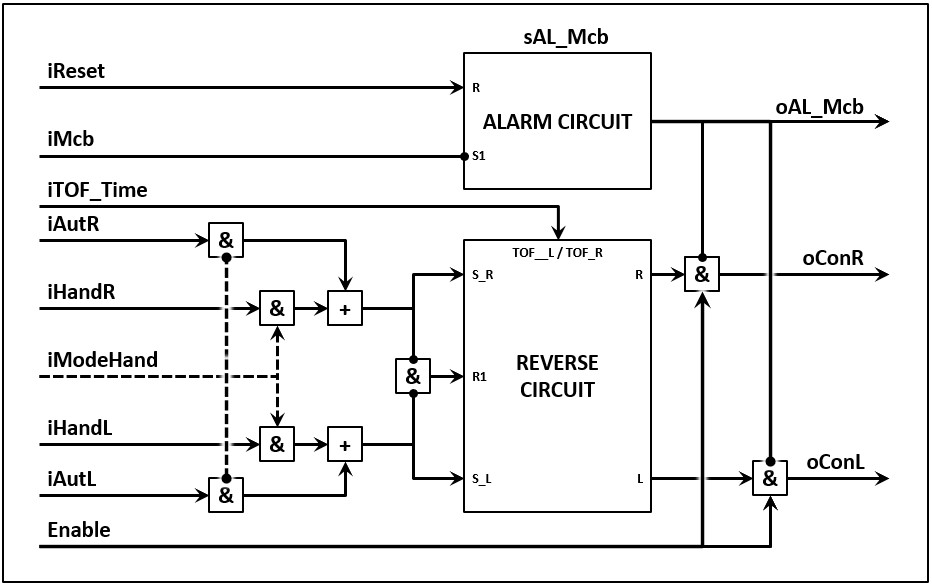 sAL_Mcb
iReset
R
oAL_Mcb
ALARM CIRCUIT
iMcb
S1
iTOF_Time
iAutR
&
TOF__L / TOF_R
oConR
S_R
R
&
iHandR
&
+
iModeHand
&
R1
REVERSE
CIRCUIT
iHandL
&
+
oConL
iAutL
&
S_L
L
&
Enable